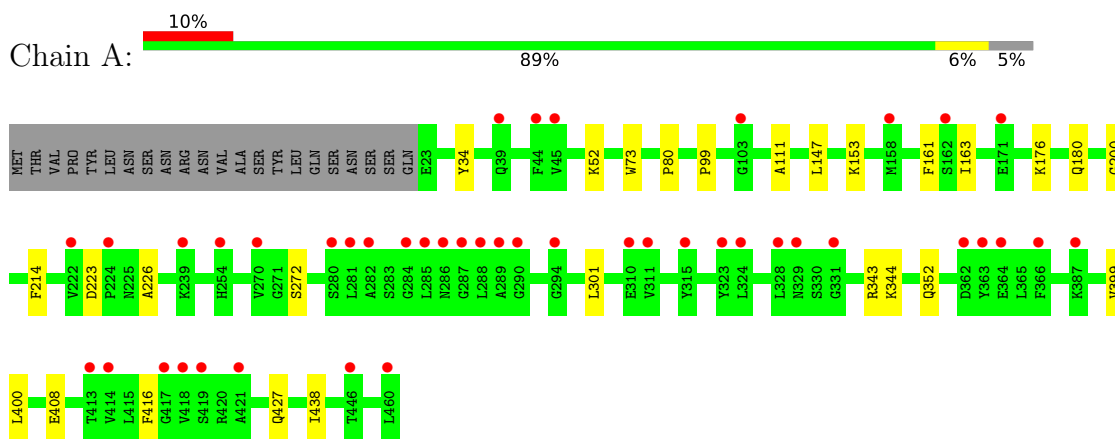 10%
Chain A:
89% 6% 5%
MET THR VAL PRO TYR LEU ASN SER ASN ARG ASN VAL ALA SER TYR LEU GLN SER ASN SER SER GLN E23 Y34 Q39 F44 V45 K52 W73 P80 P99 G103 A111 L147 K153 M158 F161 S162 I163 E171 K176 Q180
F214 V222 D223 P224 N225 A226 K239 H254 V270 G271 S272 S280 L281 A282 S283 G284 L285 N286 G287 L288 A289 G290 G294 L301 E310 V311 Y315 Y323 L324 L328 N329 S330 G331 R343 K344 Q352 D362 Y363 E364 L365 F366 K387
L400 E408 T413 V414 L415 F416 G417 V418 S419 R420 A421 Q427 I438 T446 L460